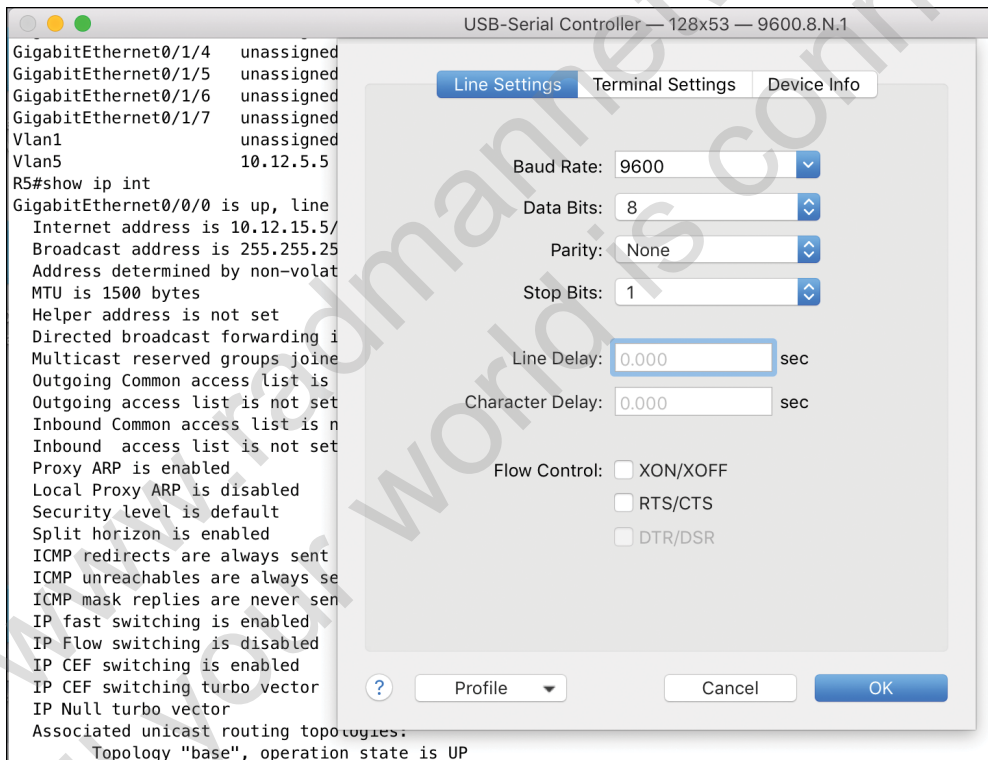 USB-Serial Controller — 128x53 — 9600.8.N.1
GigabitEthernet0/1/4 unassigned
GigabitEthernet0/1/5 unassigned
GigabitEthernet0/1/6 unassigned
GigabitEthernet0/1/7 unassigned
Vlan1 unassigned
Vlan5 10.12.5.5
R5#show ip int
GigabitEthernet0/0/0 is up, line
Internet address is 10.12.15.5/
Broadcast address is 255.255.25
Address determined by non-volat
MTU is 1500 bytes
Helper address is not set
Directed broadcast forwarding i
Multicast reserved groups joine
Outgoing Common access list is
Outgoing access list is not set
Inbound Common access list is n
Inbound access list is not set
Proxy ARP is enabled
Local Proxy ARP is disabled
Security level is default
Split horizon is enabled
ICMP redirects are always sent
ICMP unreachables are always se
ICMP mask replies are never sen
IP fast switching is enabled
IP Flow switching is disabled
IP CEF switching is enabled
IP CEF switching turbo vector
IP Null turbo vector
Associated unicast routing topologies:
Topology "base", operation state is UP
Line Settings Terminal Settings Device Info
Baud Rate: 9600
Data Bits: 8
Parity: None
Stop Bits: 1
Line Delay: 0.000 sec
Character Delay: 0.000 sec
Flow Control: XON/XOFF
RTS/CTS
DTR/DSR
? Profile Cancel OK
www.radmannet
your world is conn